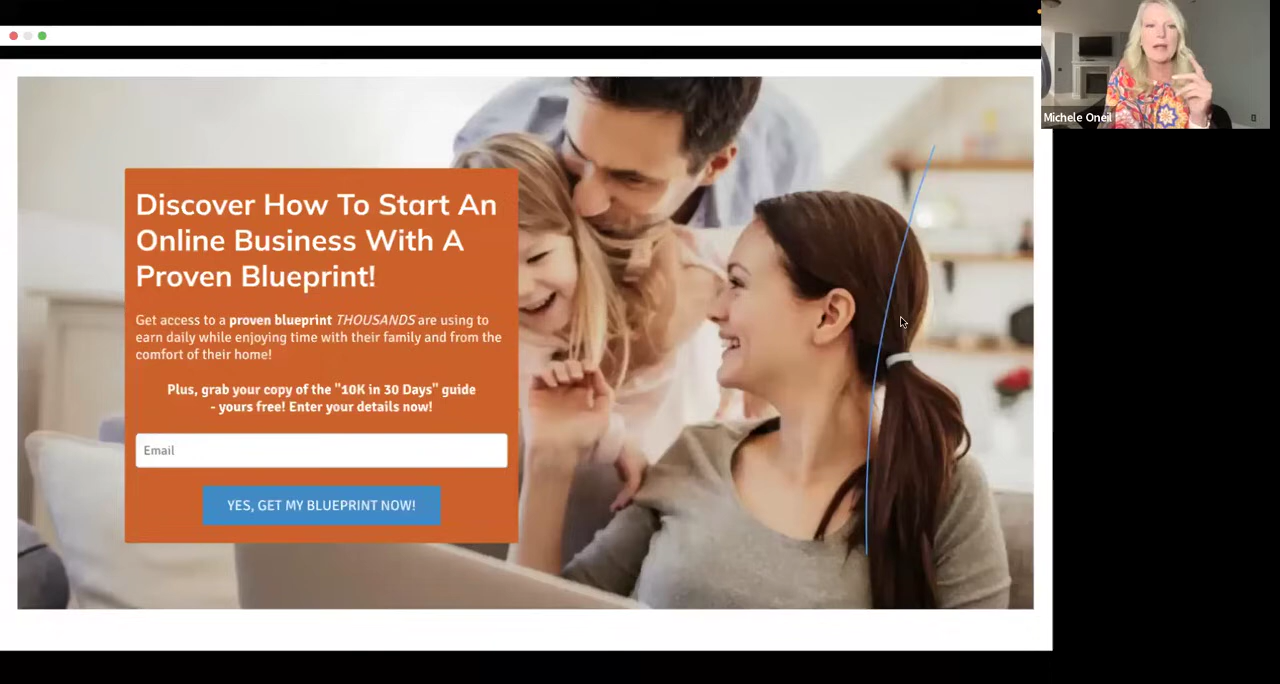 Michele Oneil
Discover How To Start An
Online Business With A
Proven Blueprint!
Get access to a proven blueprint THOUSANDS are using to
earn daily while enjoying time with their family and from the
comfort of their home!
Plus, grab your copy of the "10K in 30 Days" guide
- yours free! Enter your details now!
Email
YES, GET MY BLUEPRINT NOW!